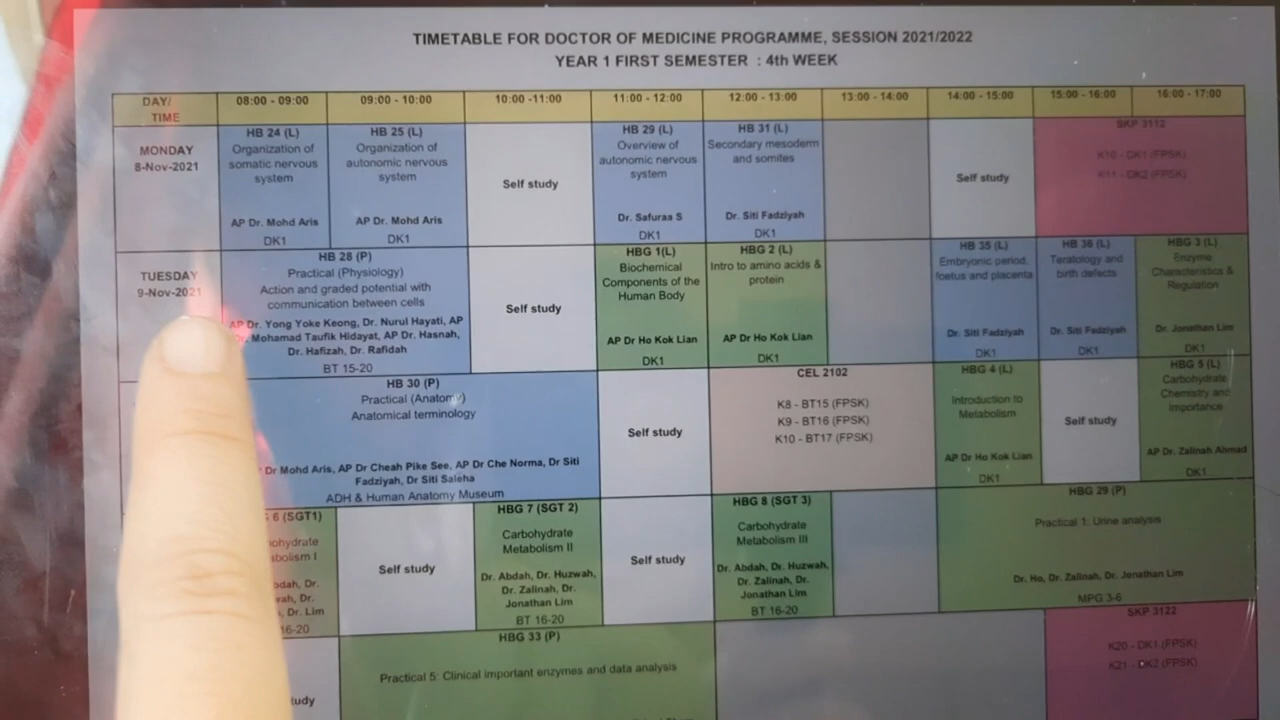 TIMETABLE FOR DOCTOR OF MEDICINE PROGRAMME, SESSION 2021/2022
YEAR 1 FIRST SEMESTER : 4th WEEK
DAY/
TIME
08:00 - 09:00
09:00 - 10:00
10:00 -11:00
11:00 - 12:00
12:00 - 13:00
13:00 - 14:00
14:00 - 15:00
15:00 - 16:00
16:00 - 17:00
MONDAY
8-Nov-2021
HB 24 (L)
Organization of
somatic nervous
system
AP Dr. Mohd Aris
DK1
HB 25 (L)
Organization of
autonomic nervous
system
AP Dr. Mohd Aris
DK1
Self study
HB 29 (L)
Overview of
autonomic nervous
system
Dr. Safuraa S
DK1
HB 31 (L)
Secondary mesoderm
and somites
Dr. Siti Fadziyah
DK1
Self study
SKP 3112
K10 - DK1 (FPSK)
K11 - DK2 (FPSK)
TUESDAY
9-Nov-2021
HB 28 (P)
Practical (Physiology)
Action and graded potential with
communication between cells
AP Dr. Yong Yoke Keong, Dr. Nurul Hayati, AP
Dr. Mohamad Taufik Hidayat, AP Dr. Hasnah,
Dr. Hafizah, Dr. Rafidah
BT 15-20
Self study
HBG 1(L)
Biochemical
Components of the
Human Body
AP Dr Ho Kok Lian
DK1
HBG 2 (L)
Intro to amino acids &
protein
AP Dr Ho Kok Lian
DK1
HB 35 (L)
Embryonic period,
foetus and placenta
Dr. Siti Fadziyah
DK1
HB 36 (L)
Teratology and
birth defects
Dr. Siti Fadziyah
DK1
HBG 3 (L)
Enzyme
Characteristics &
Regulation
Dr. Jonathan Lim
DK1
HB 30 (P)
Practical (Anatomy)
Anatomical terminology
Dr Mohd Aris, AP Dr Cheah Pike See, AP Dr Che Norma, Dr Siti
Fadziyah, Dr Siti Saleha
ADH & Human Anatomy Museum
Self study
CEL 2102
K8 - BT15 (FPSK)
K9 - BT16 (FPSK)
K10 - BT17 (FPSK)
HBG 4 (L)
Introduction to
Metabolism
AP Dr Ho Kok Lian
DK1
Self study
HBG 5 (L)
Carbohydrate
Chemistry and
Importance
AP Dr. Zalinah Ahmad
DK1
6 (SGT1)
I
Dr.
Dr.
, Dr. Lim
16-20
Self study
HBG 7 (SGT 2)
Carbohydrate
Metabolism II
Dr. Abdah, Dr. Huzwah,
Dr. Zalinah, Dr.
Jonathan Lim
BT 16-20
Self study
HBG 8 (SGT 3)
Carbohydrate
Metabolism III
Dr. Abdah, Dr. Huzwah,
Dr. Zalinah, Dr.
Jonathan Lim
BT 16-20
HBG 29 (P)
Practical 1: Urine analysis
Dr. Ho, Dr. Zalinah, Dr. Jonathan Lim
MPG 3-6
HBG 33 (P)
Practical 5: Clinical important enzymes and data analysis
SKP 3122
K20 - DK1 (FPSK)
K21 - DK2 (FPSK)